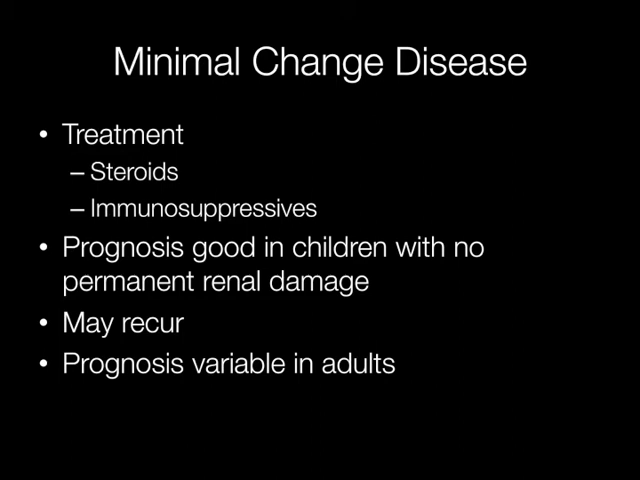 Minimal Change Disease
• Treatment
– Steroids
– Immunosuppressives
• Prognosis good in children with no
permanent renal damage
• May recur
• Prognosis variable in adults